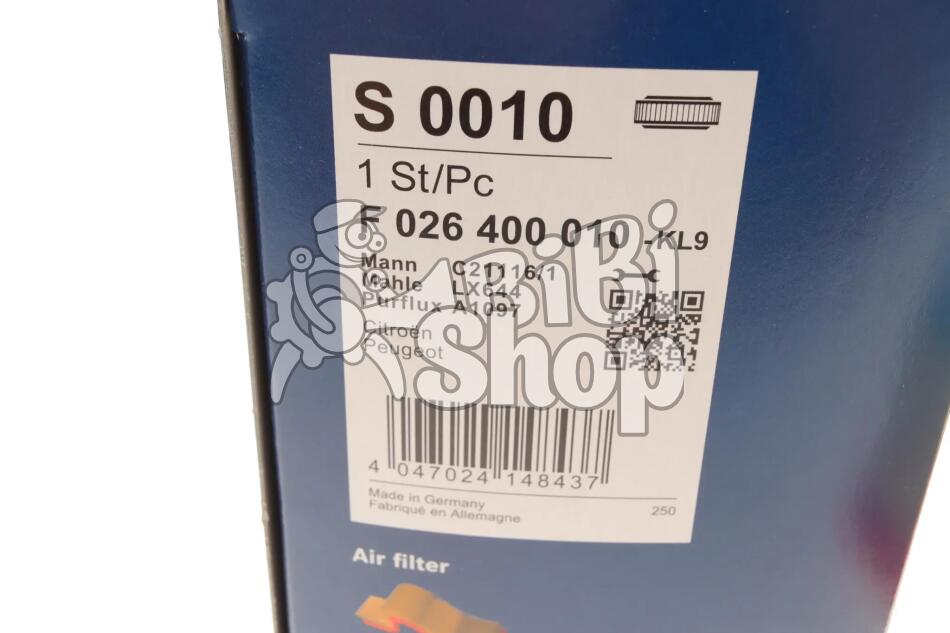 S 0010
1 St/Pc
F 026 400 010 -KL9
Mann C21116/1
Mahle LX644
Purflux A1097
Citroën
Peugeot
BiBi
Shop
4 047024 148437
Made in Germany
Fabriqué en Allemagne
250
Air filter